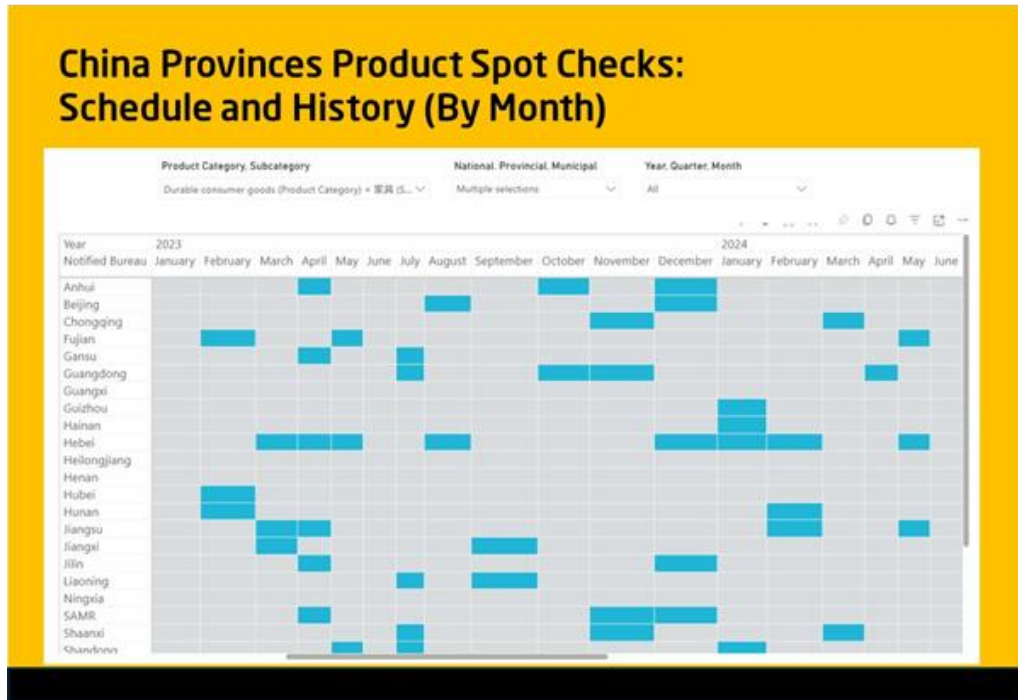 China Provinces Product Spot Checks:
Schedule and History (By Month)
Product Category, Subcategory National, Provincial, Municipal Year, Quarter, Month
Durable consumer goods (Product Category) + 家具 (S... Multiple selections All
Year 2023 2024
Notified Bureau January February March April May June July August September October November December January February March April May June
Anhui
Beijing
Chongqing
Fujian
Gansu
Guangdong
Guangxi
Guizhou
Hainan
Hebei
Heilongjiang
Henan
Hubei
Hunan
Jiangsu
Jiangxi
Jilin
Liaoning
Ningxia
SAMR
Shaanxi
Shandong